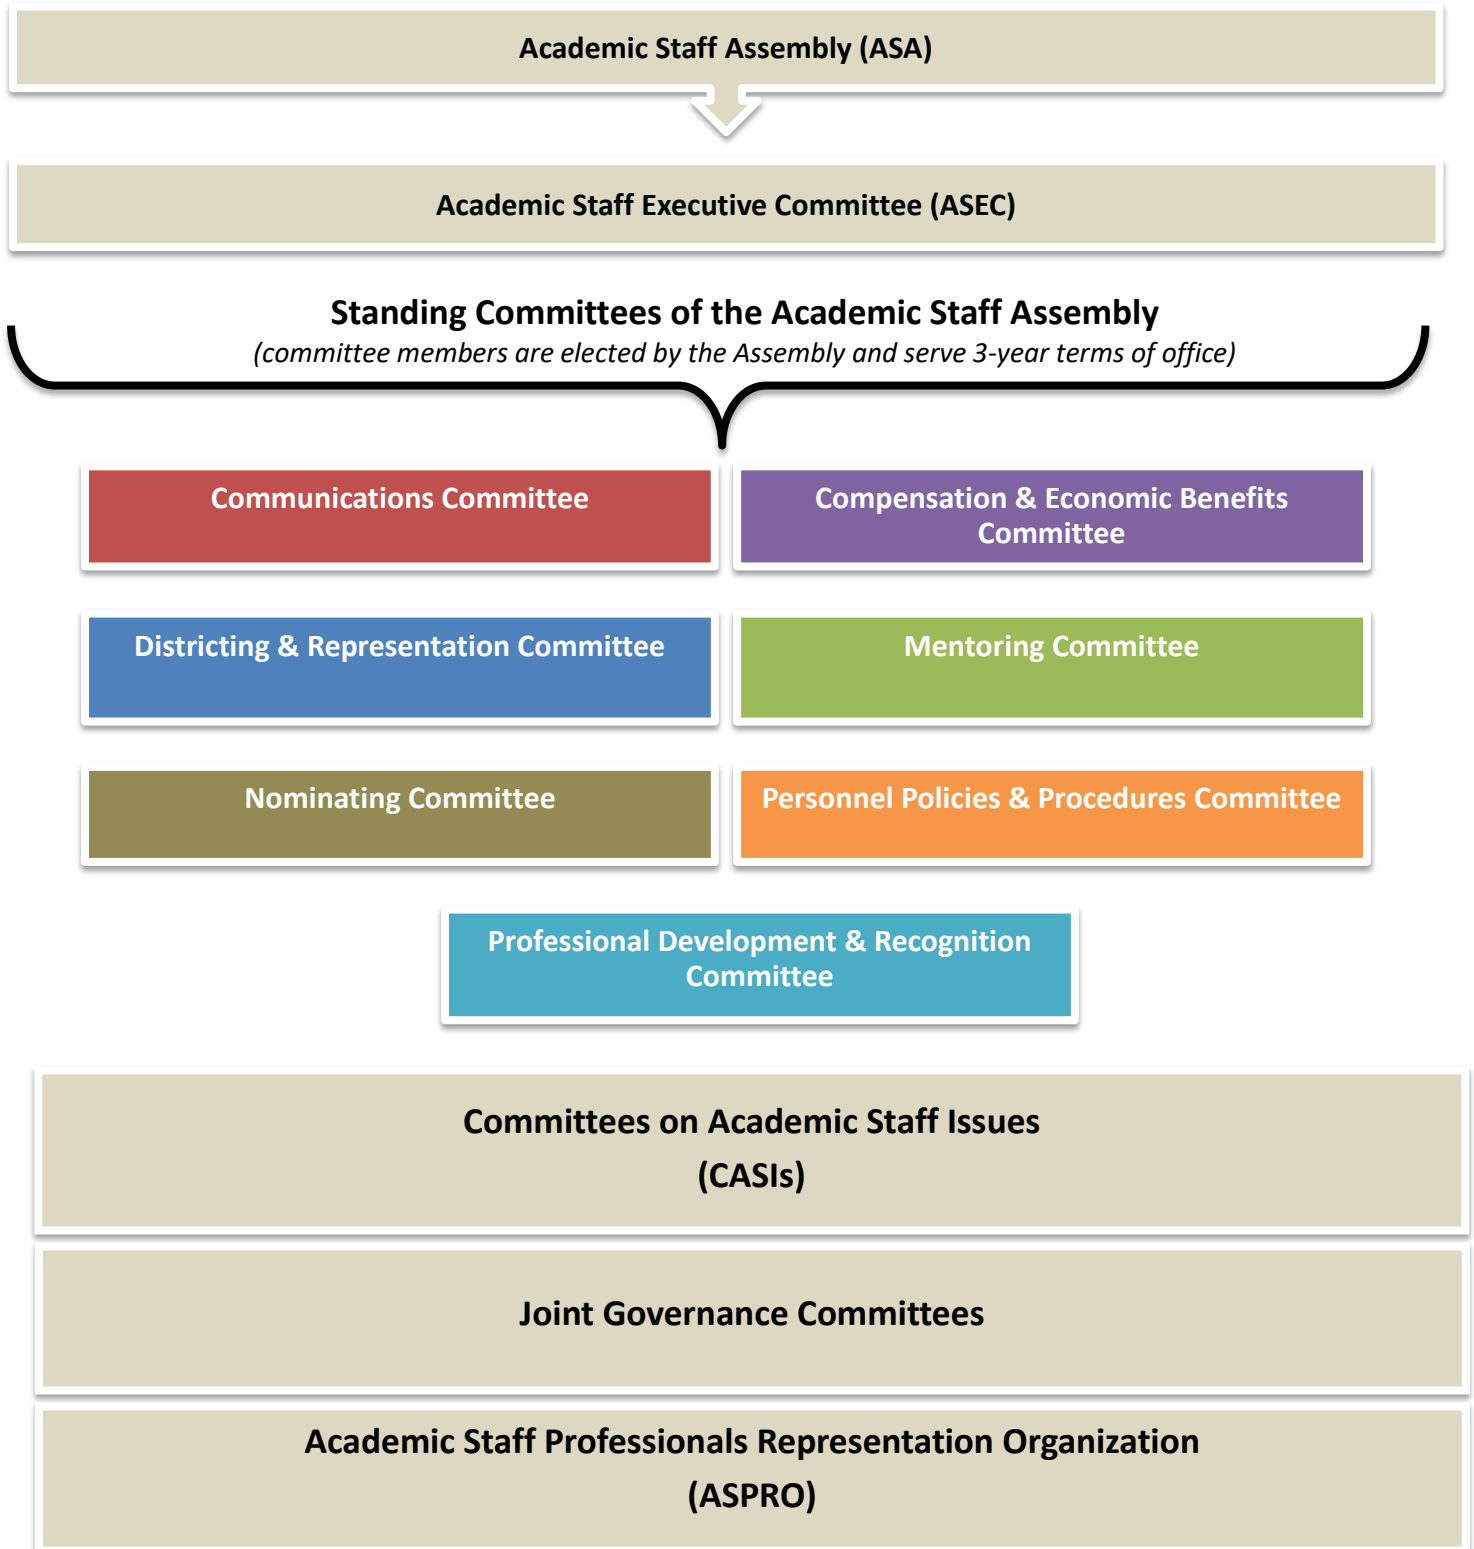 Academic Staff Assembly (ASA)
Academic Staff Executive Committee (ASEC)
Standing Committees of the Academic Staff Assembly
(committee members are elected by the Assembly and serve 3-year terms of office)
Communications Committee
Compensation & Economic Benefits
Committee
Districting & Representation Committee
Mentoring Committee
Nominating Committee
Personnel Policies & Procedures Committee
Professional Development & Recognition
Committee
Committees on Academic Staff Issues
(CASIs)
Joint Governance Committees
Academic Staff Professionals Representation Organization
(ASPRO)